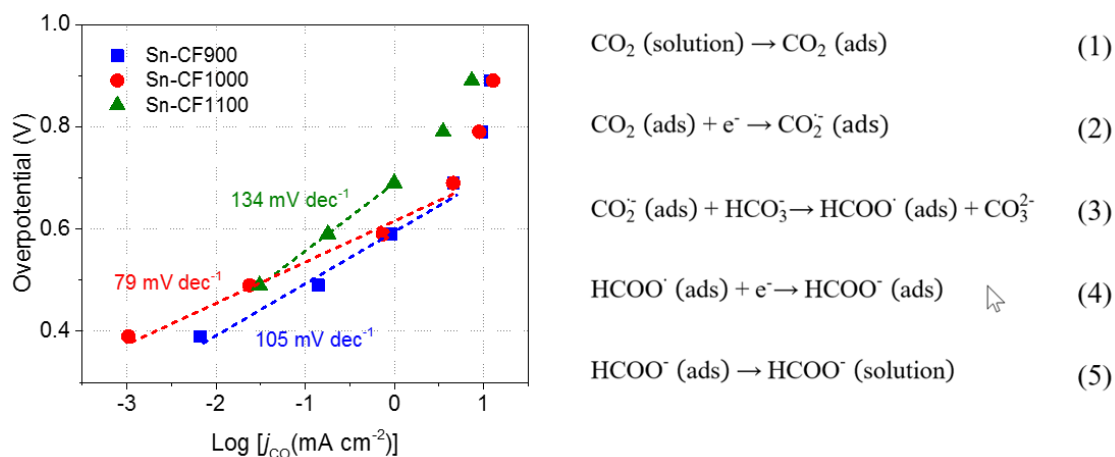 1.0
0.8
0.6
0.4
Overpotential (V)
Sn-CF900
Sn-CF1000
Sn-CF1100
134 mV dec⁻¹
79 mV dec⁻¹
105 mV dec⁻¹
-3 -2 -1 0 1
Log [j_CO(mA cm⁻²)]
CO₂ (solution) → CO₂ (ads) (1)
CO₂ (ads) + e⁻ → CO₂·⁻ (ads) (2)
CO₂·⁻ (ads) + HCO₃⁻ → HCOO· (ads) + CO₃²⁻ (3)
HCOO· (ads) + e⁻ → HCOO⁻ (ads) (4)
HCOO⁻ (ads) → HCOO⁻ (solution) (5)